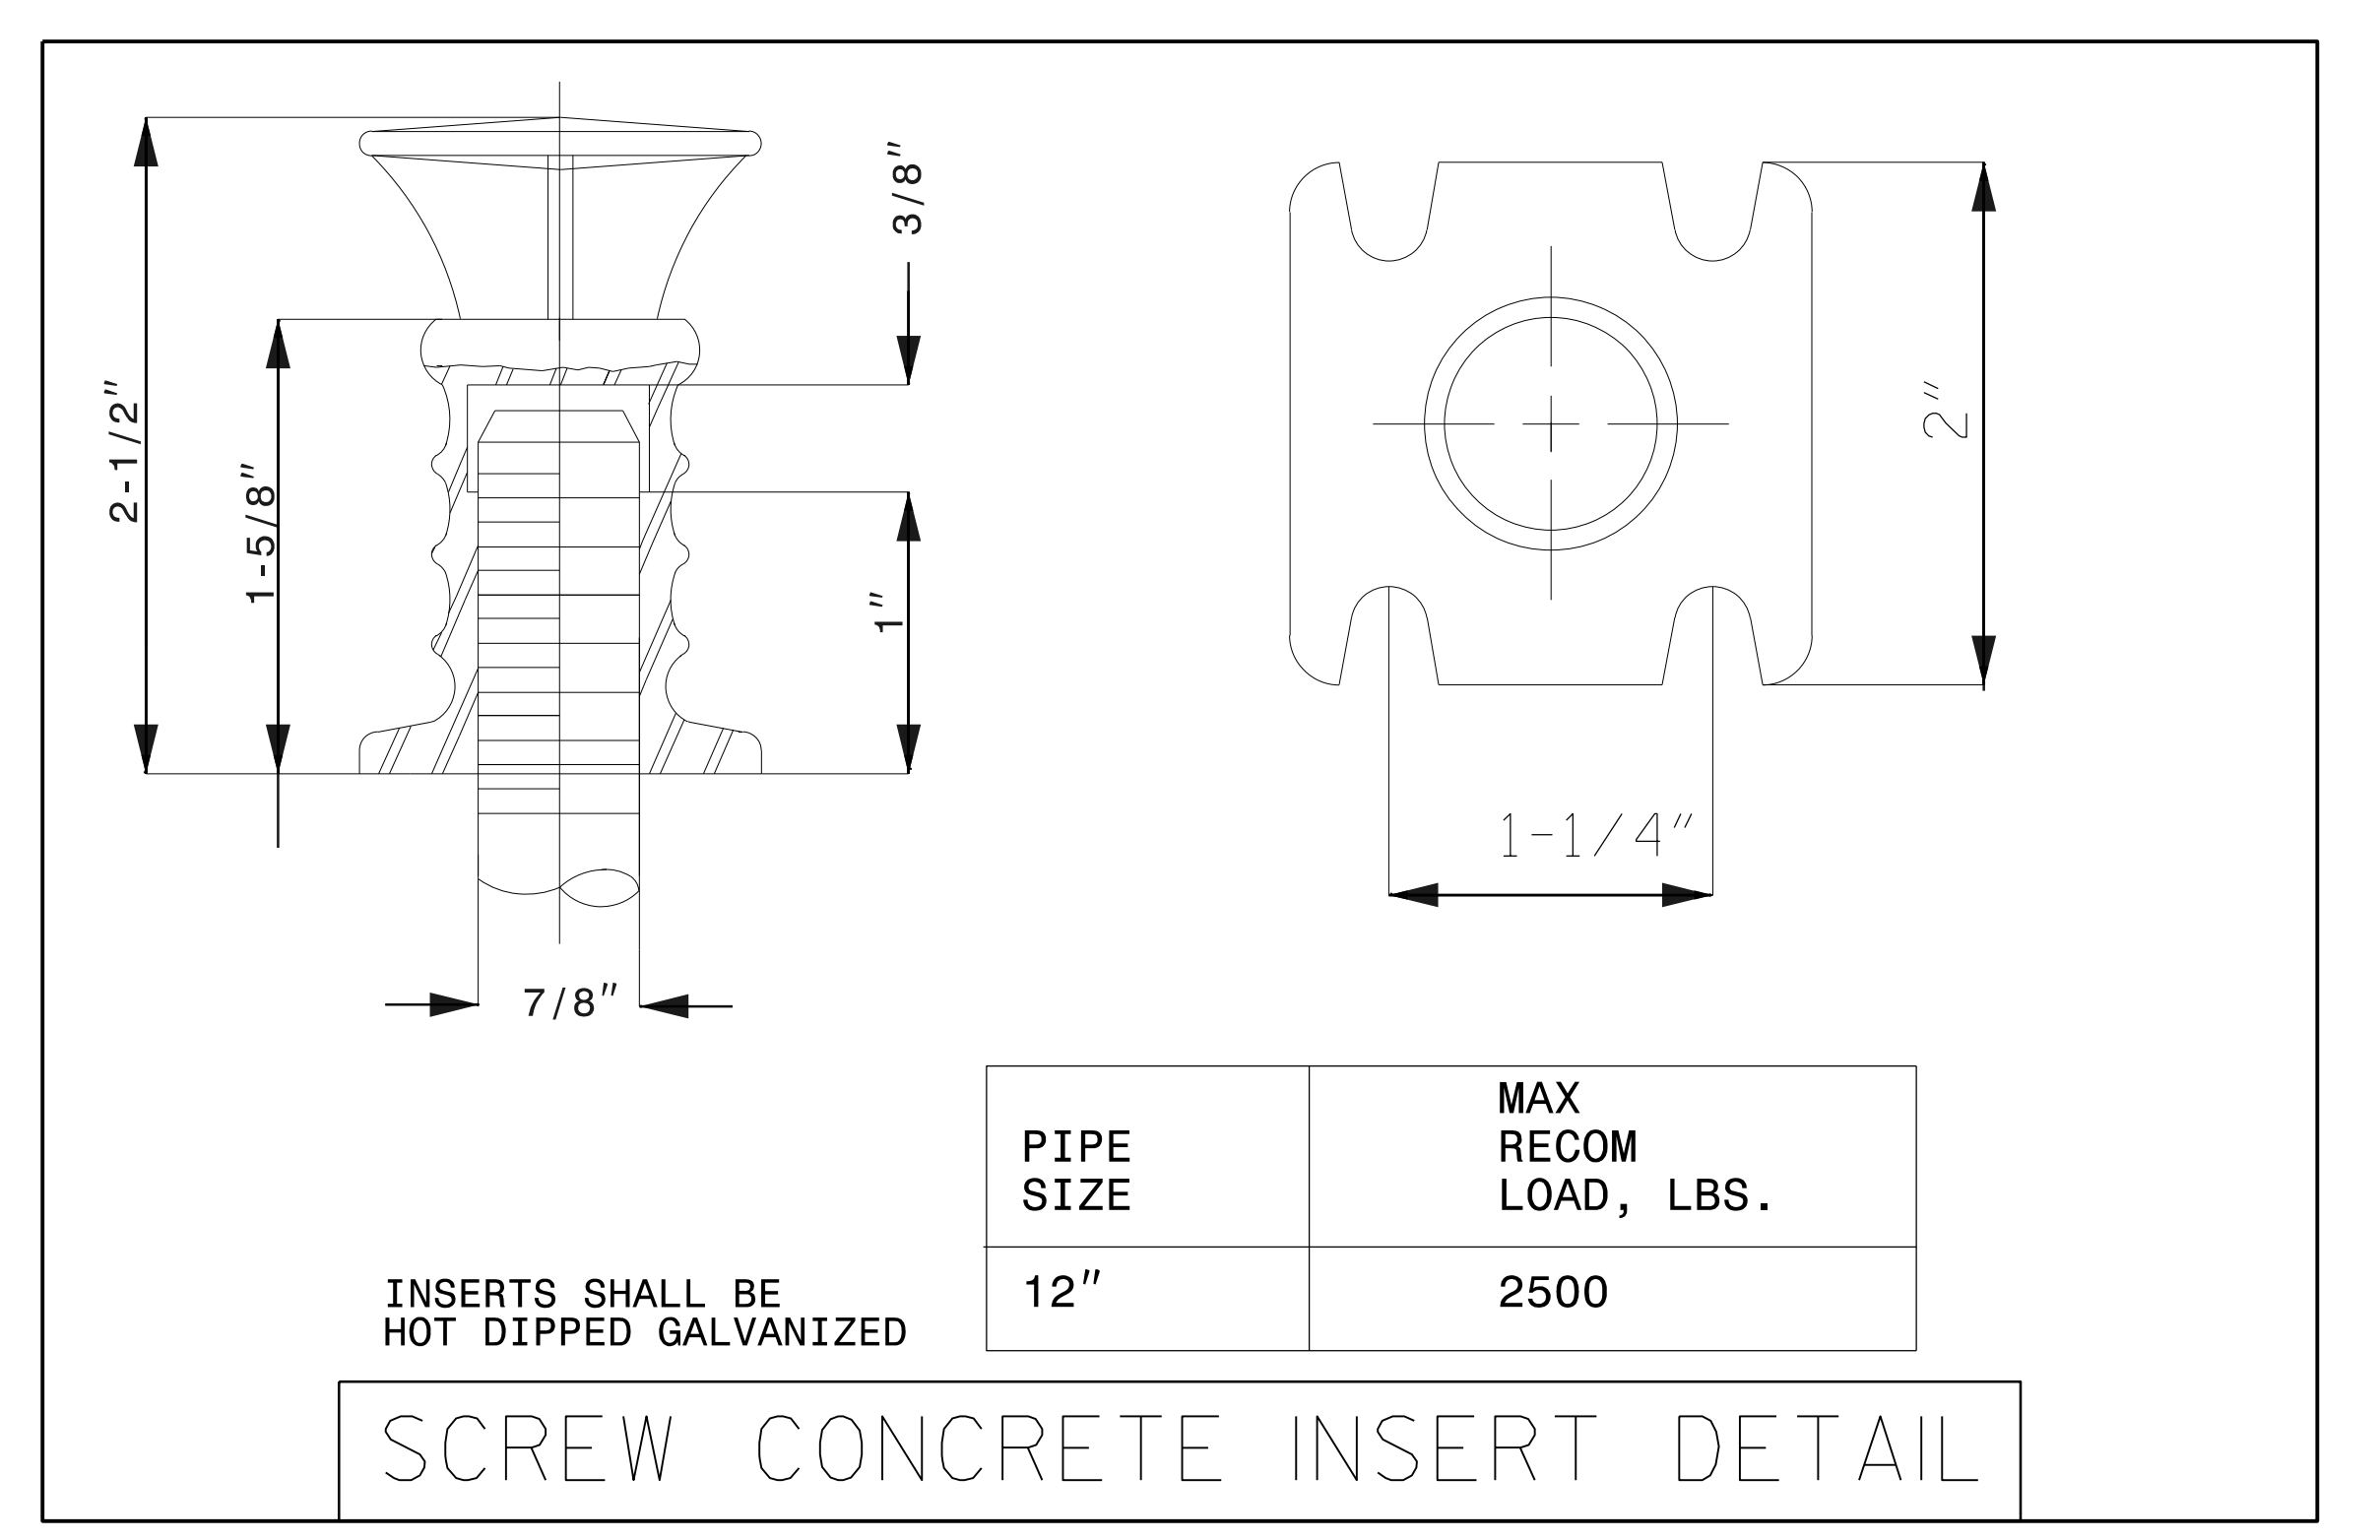 2-1/2"
1-5/8"
3/8"
1"
7/8"
2"
1-1/4"
PIPE
SIZE
MAX
RECOM
LOAD, LBS.
12"
2500
INSERTS SHALL BE
HOT DIPPED GALVANIZED
SCREW CONCRETE INSERT DETAIL